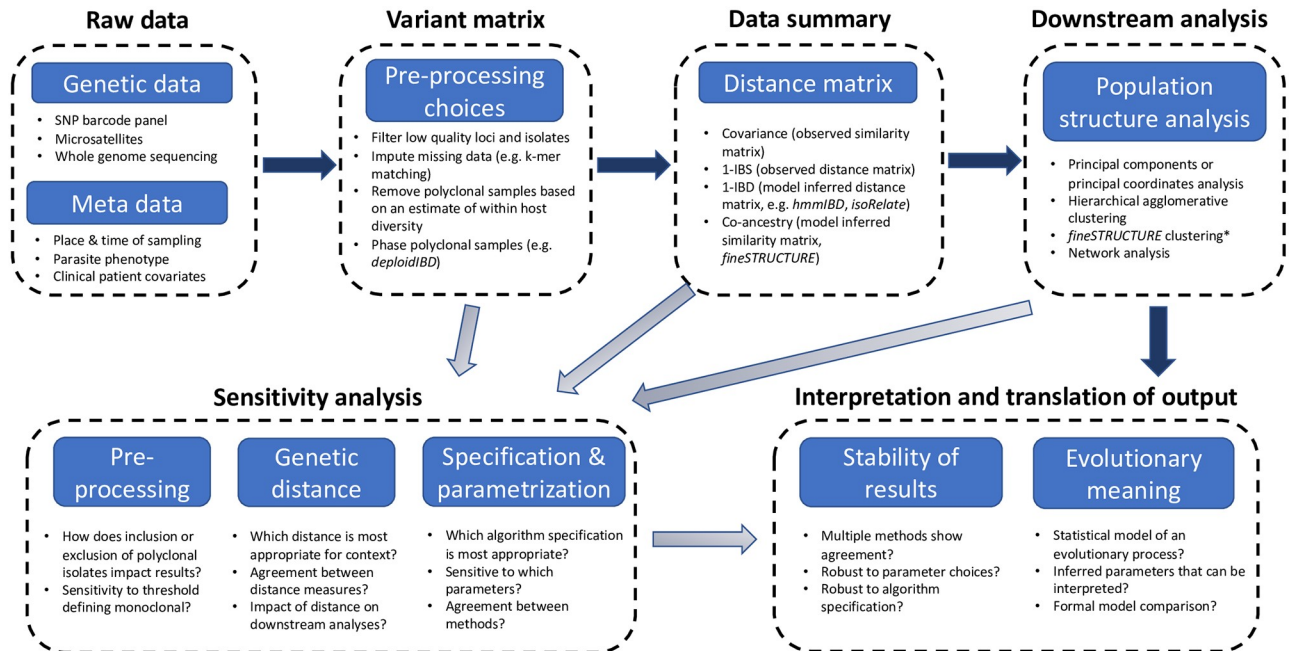 Raw data
Genetic data
• SNP barcode panel
• Microsatellites
• Whole genome sequencing
Meta data
• Place & time of sampling
• Parasite phenotype
• Clinical patient covariates
Variant matrix
Pre-processing
choices
• Filter low quality loci and isolates
• Impute missing data (e.g. k-mer
matching)
• Remove polyclonal samples based
on an estimate of within host
diversity
• Phase polyclonal samples (e.g.
deploidIBD)
Data summary
Distance matrix
• Covariance (observed similarity
matrix)
• 1-IBS (observed distance matrix)
• 1-IBD (model inferred distance
matrix, e.g. hmmIBD, isoRelate)
• Co-ancestry (model inferred
similarity matrix,
fineSTRUCTURE)
Downstream analysis
Population
structure analysis
• Principal components or
principal coordinates analysis
• Hierarchical agglomerative
clustering
• fineSTRUCTURE clustering*
• Network analysis
Sensitivity analysis
Pre-
processing
• How does inclusion or
exclusion of polyclonal
isolates impact results?
• Sensitivity to threshold
defining monoclonal?
Genetic
distance
• Which distance is most
appropriate for context?
• Agreement between
distance measures?
• Impact of distance on
downstream analyses?
Specification &
parametrization
• Which algorithm specification
is most appropriate?
• Sensitive to which
parameters?
• Agreement between
methods?
Interpretation and translation of output
Stability of
results
• Multiple methods show
agreement?
• Robust to parameter choices?
• Robust to algorithm
specification?
Evolutionary
meaning
• Statistical model of an
evolutionary process?
• Inferred parameters that can be
interpreted?
• Formal model comparison?